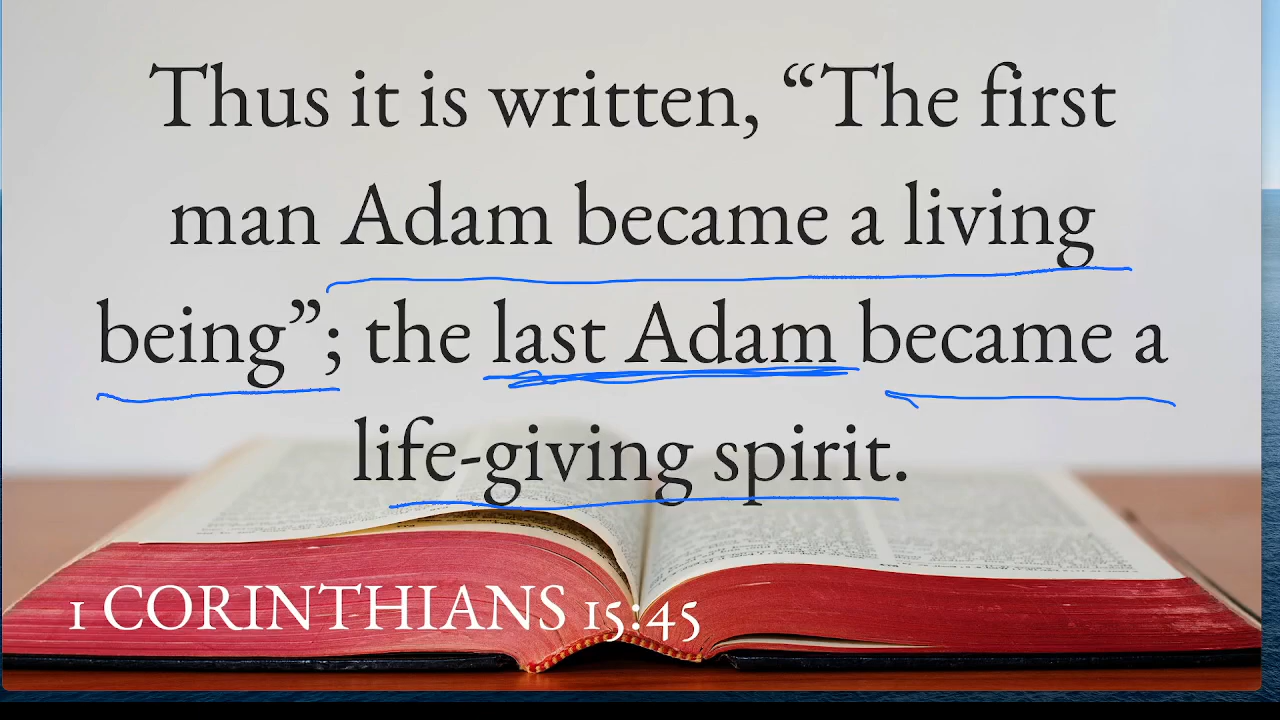 Thus it is written, “The first
man Adam became a living
being”; the last Adam became a
life-giving spirit.
1 CORINTHIANS 15:45